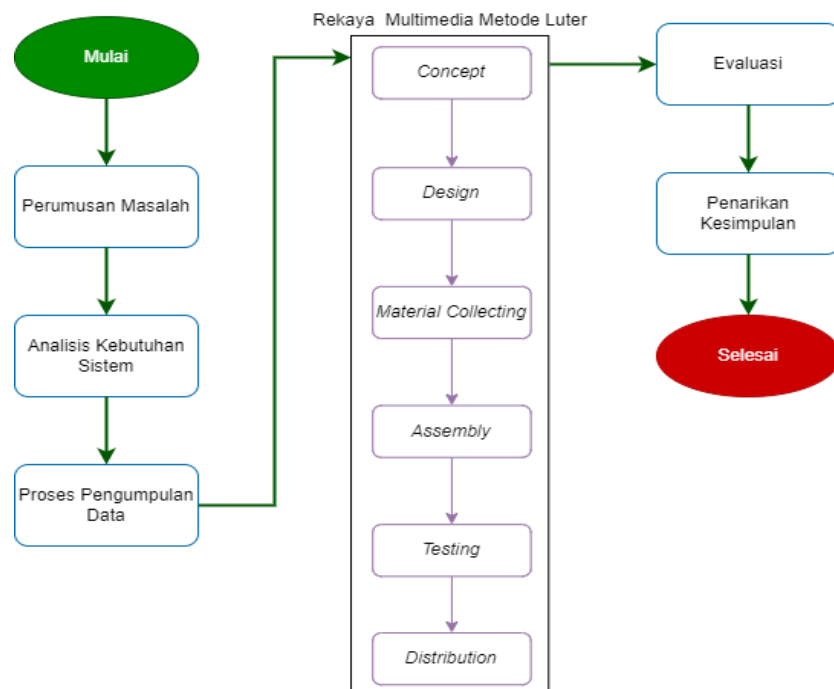 Mulai
Perumusan Masalah
Analisis Kebutuhan
Sistem
Proses Pengumpulan
Data
Rekaya Multimedia Metode Luter
Concept
Design
Material Collecting
Assembly
Testing
Distribution
Evaluasi
Penarikan
Kesimpulan
Selesai